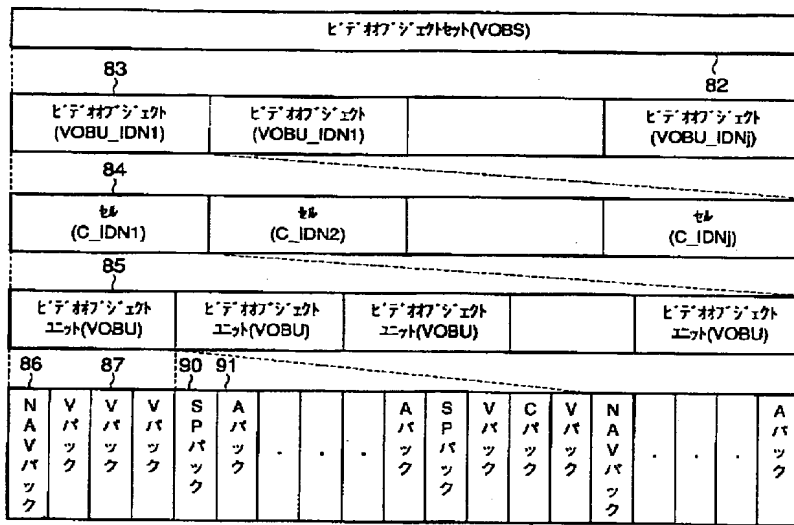 ビデオオブジェクトセット(VOBS)
83
82
ビデオオブジェクト
(VOBU_IDN1)
ビデオオブジェクト
(VOBU_IDN1)
ビデオオブジェクト
(VOBU_IDNj)
84
セル
(C_IDN1)
セル
(C_IDN2)
セル
(C_IDNj)
85
ビデオオブジェクト
ユニット(VOBU)
ビデオオブジェクト
ユニット(VOBU)
ビデオオブジェクト
ユニット(VOBU)
ビデオオブジェクト
ユニット(VOBU)
86
87
90
91
NAVパック
Vパック
Vパック
Vパック
SPパック
Aパック
.
.
.
Aパック
SPパック
Vパック
Cパック
Vパック
NAVパック
.
.
.
Aパック